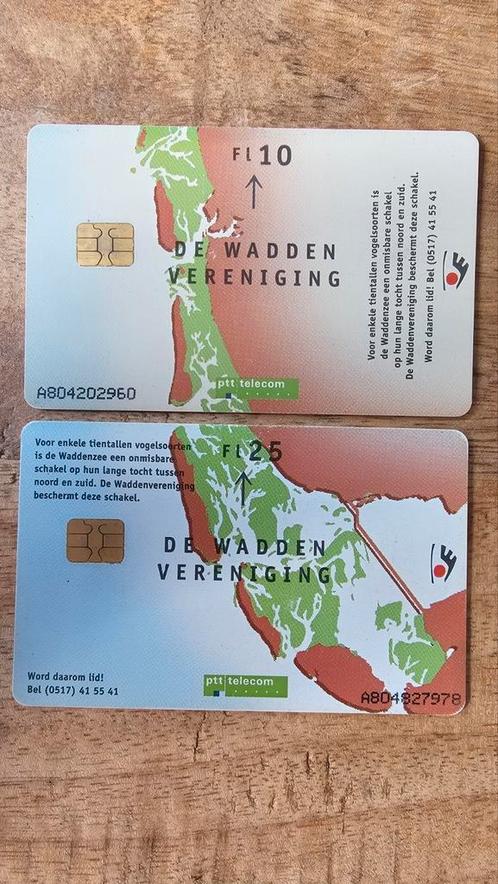 Fl 10
DE WADDEN
VERENIGING
Voor enkele tientallen vogelsoorten is
de Waddenzee een onmisbare schakel
op hun lange tocht tussen noord en zuid.
De Waddenvereniging beschermt deze schakel.
Word daarom lid! Bel (0517) 41 55 41
ptt telecom
A804202960
Voor enkele tientallen vogelsoorten
is de Waddenzee een onmisbare
schakel op hun lange tocht tussen
noord en zuid. De Waddenvereniging
beschermt deze schakel.
Fl 25
DE WADDEN
VERENIGING
Word daarom lid!
Bel (0517) 41 55 41
ptt telecom
A804827978